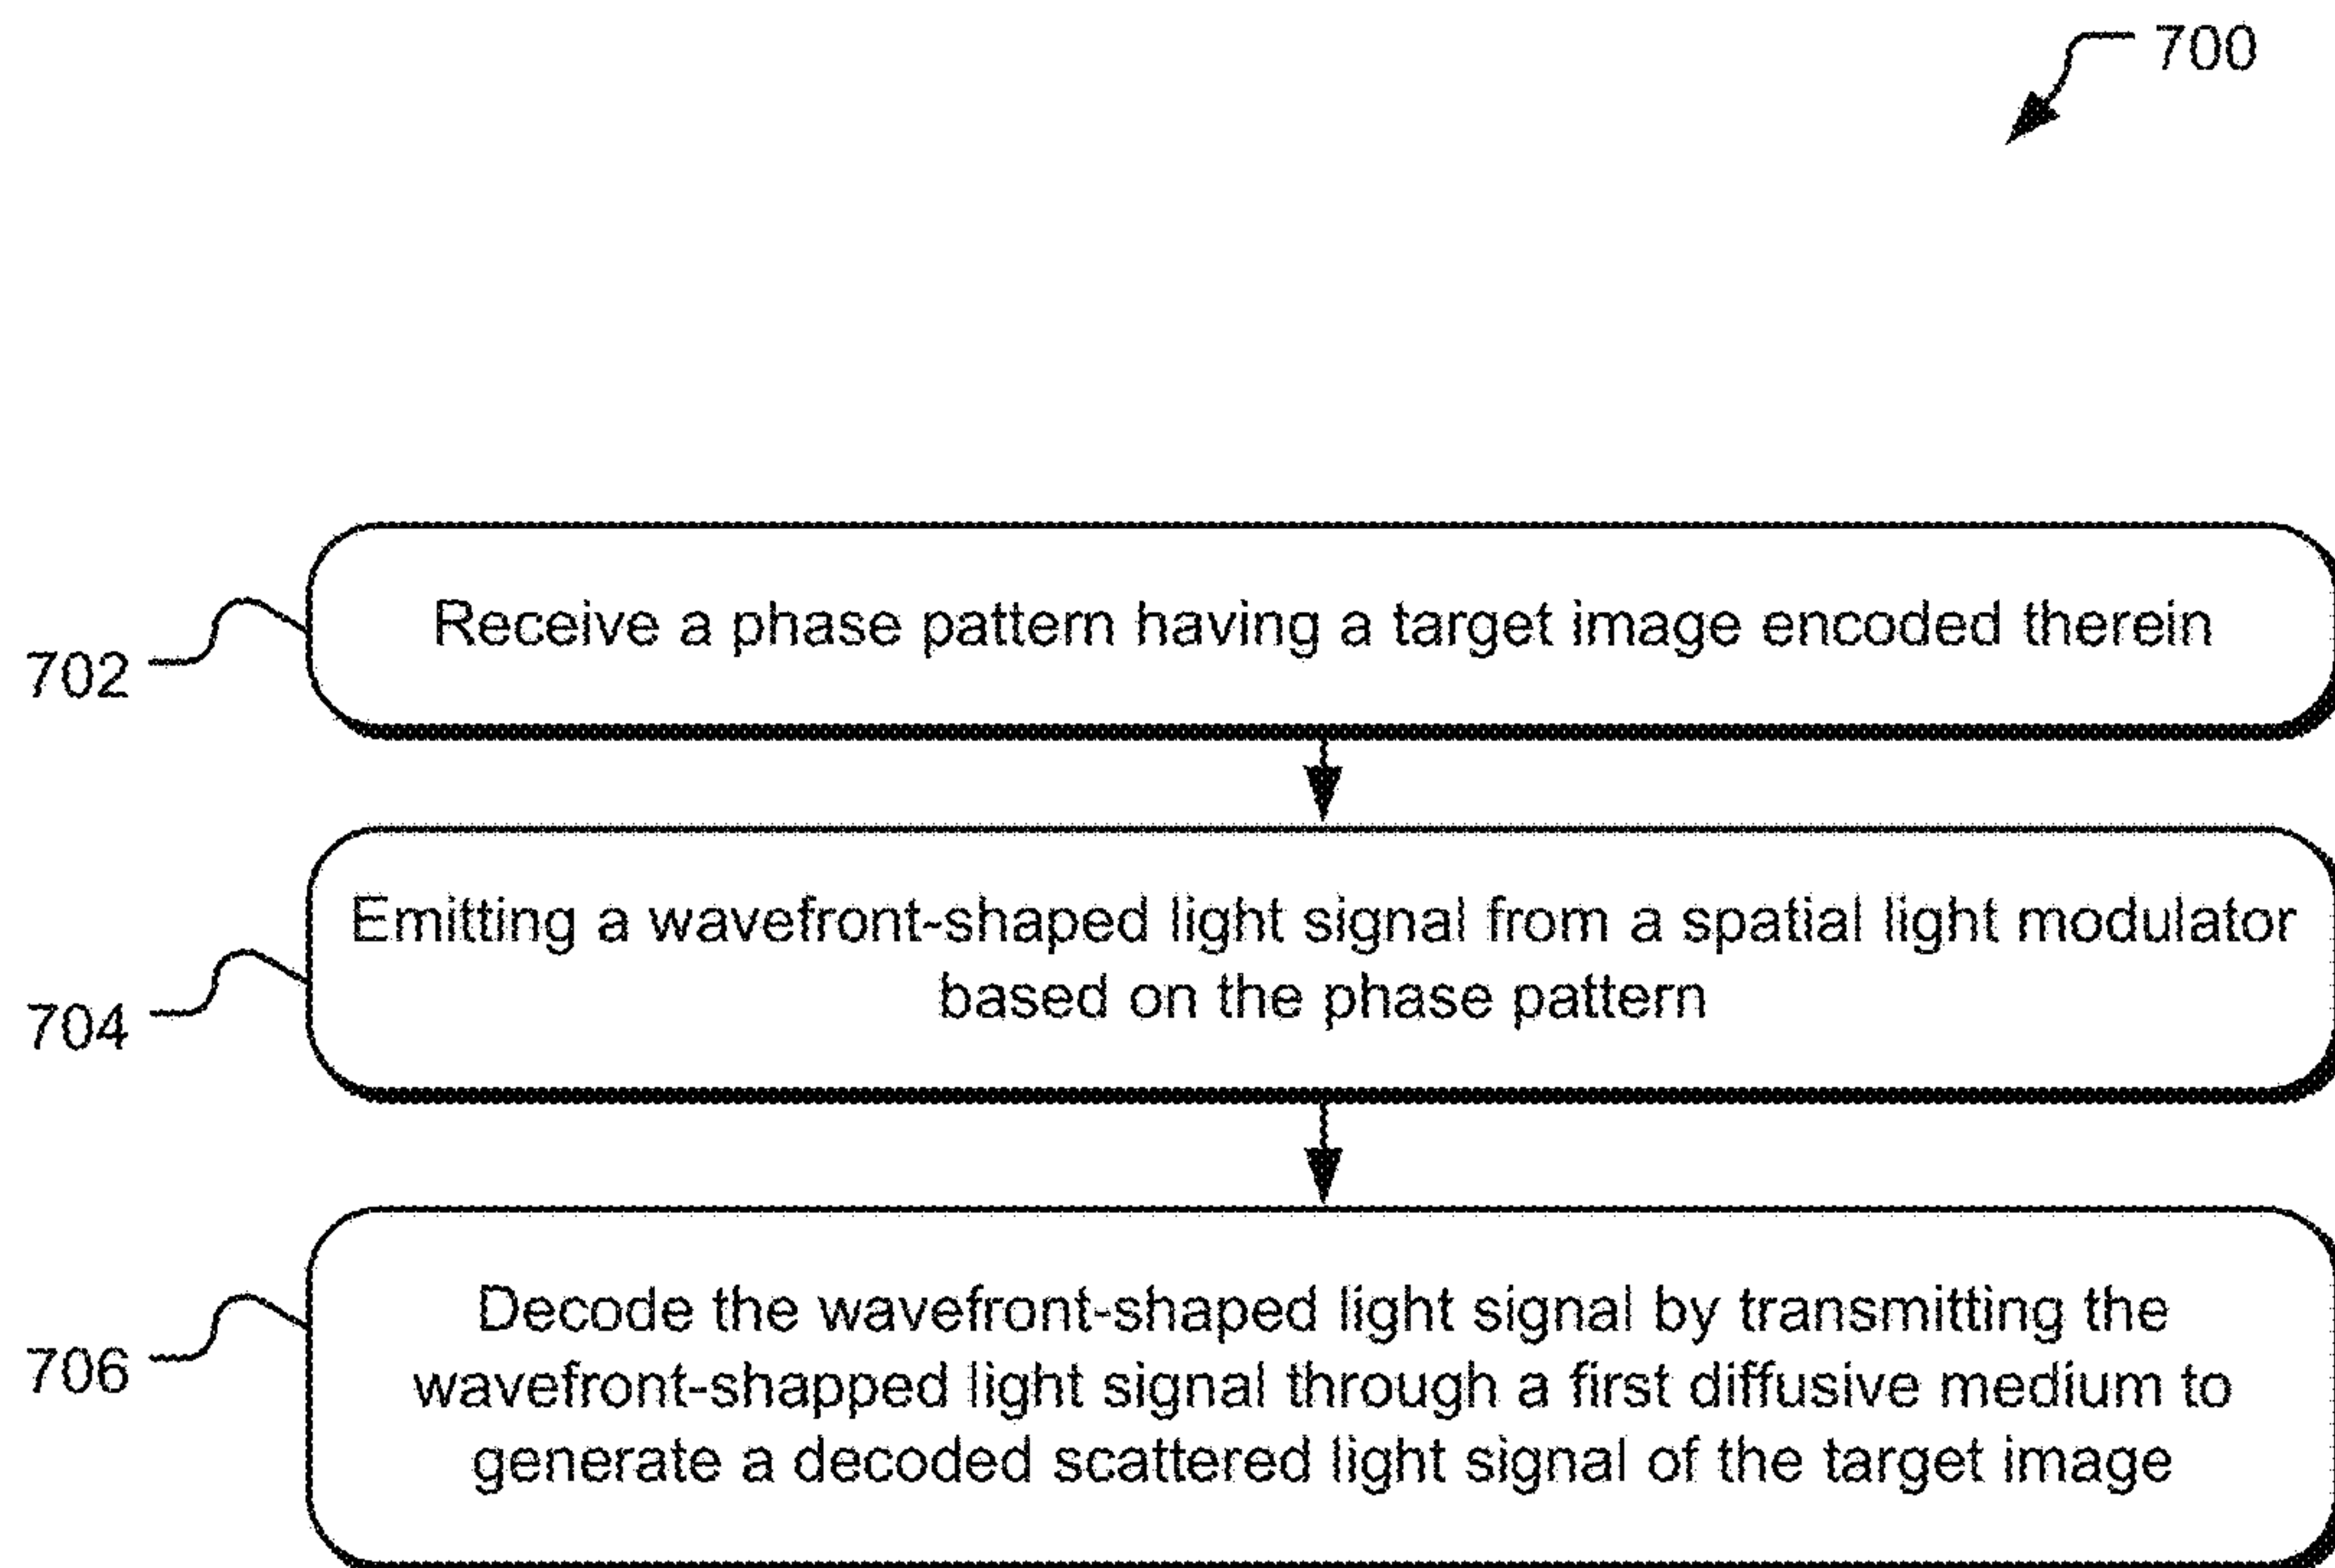 700
Receive a phase pattern having a target image encoded therein
702
Emitting a wavefront-shaped light signal from a spatial light modulator
based on the phase pattern
704
Decode the wavefront-shaped light signal by transmitting the
wavefront-shapped light signal through a first diffusive medium to
generate a decoded scattered light signal of the target image
706